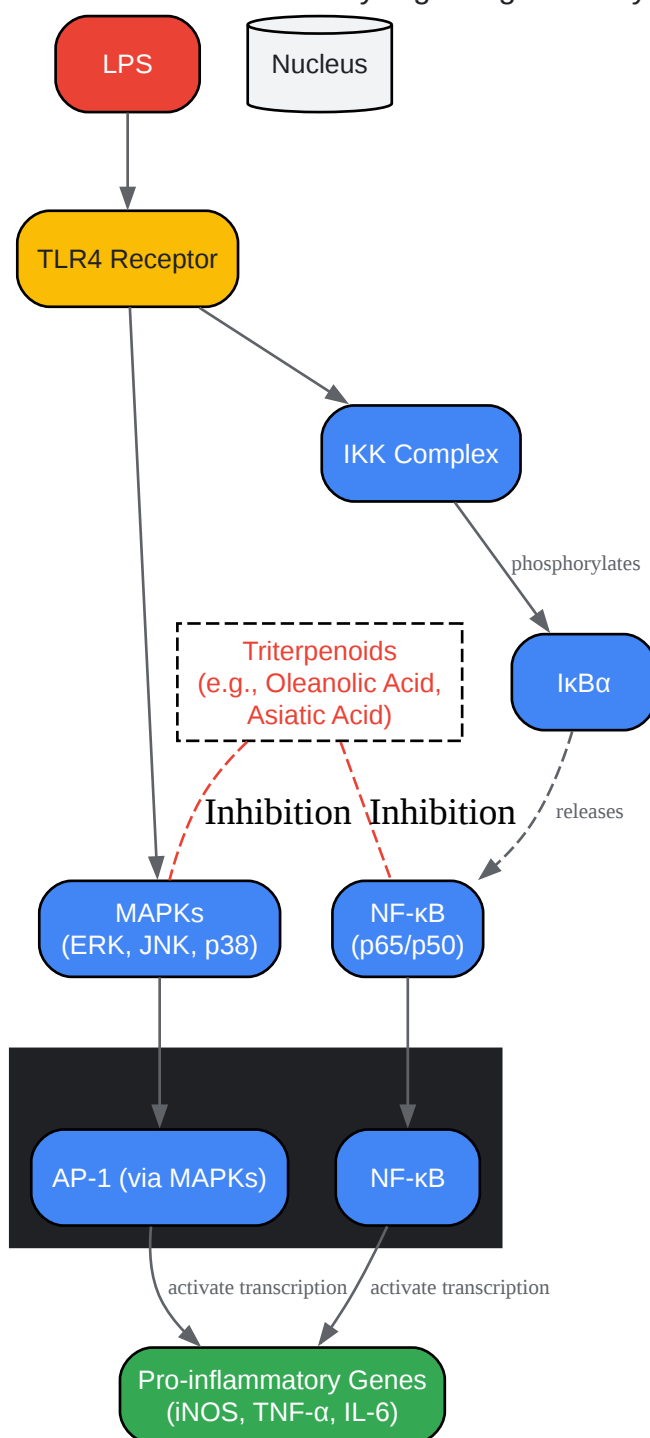 LPS
Nucleus
TLR4 Receptor
IKK Complex
phosphorylates
Triterpenoids
(e.g., Oleanolic Acid,
Asiatic Acid)
IκBα
Inhibition
Inhibition
releases
MAPKs
(ERK, JNK, p38)
NF-κB
(p65/p50)
AP-1 (via MAPKs)
NF-κB
activate transcription
activate transcription
Pro-inflammatory Genes
(iNOS, TNF-α, IL-6)